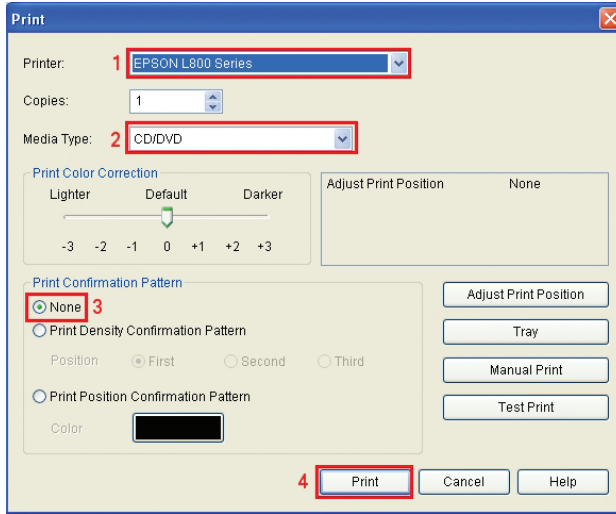 Print
Printer: 1 EPSON L800 Series
Copies: 1
Media Type: 2 CD/DVD
Print Color Correction
Lighter Default Darker
-3 -2 -1 0 +1 +2 +3
Adjust Print Position None
Print Confirmation Pattern
None 3
Print Density Confirmation Pattern
Position First Second Third
Print Position Confirmation Pattern
Color
Adjust Print Position
Tray
Manual Print
Test Print
4 Print Cancel Help